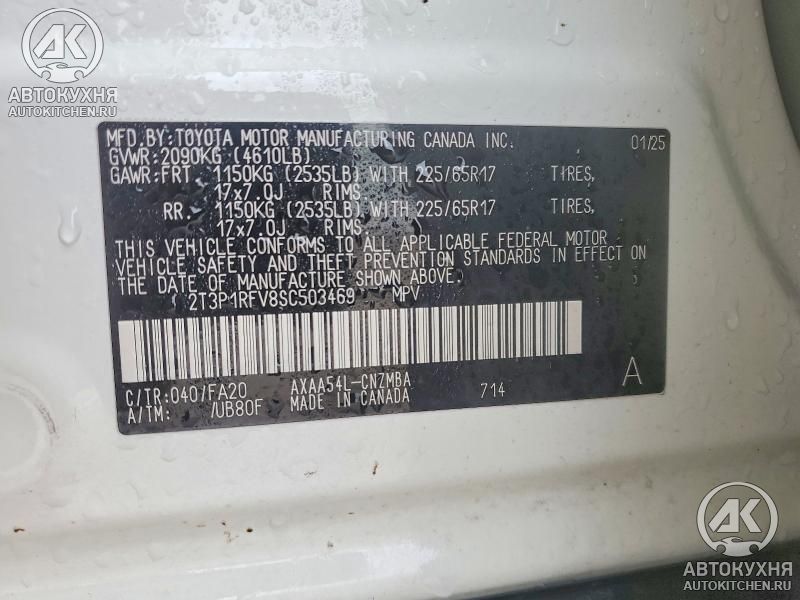 АК
АВТОКУХНЯ
AUTOKITCHEN.RU
MFD.BY:TOYOTA MOTOR MANUFACTURING CANADA INC. 01/25
GVWR:2090KG (4610LB)
GAWR:FRT 1150KG (2535LB) WITH 225/65R17 TIRES,
17x7.0J RIMS
RR 1150KG (2535LB) WITH 225/65R17 TIRES,
17x7.0J RIMS
THIS VEHICLE CONFORMS TO ALL APPLICABLE FEDERAL MOTOR
VEHICLE SAFETY AND THEFT PREVENTION STANDARDS IN EFFECT ON
THE DATE OF MANUFACTURE SHOWN ABOVE.
2T3P1RFV8SC503469 MPV
C/TR:040/FA20 AXAA54L-CNZMBA 714 A
A/TM: /UB80F MADE IN CANADA
АК
АВТОКУХНЯ
AUTOKITCHEN.RU